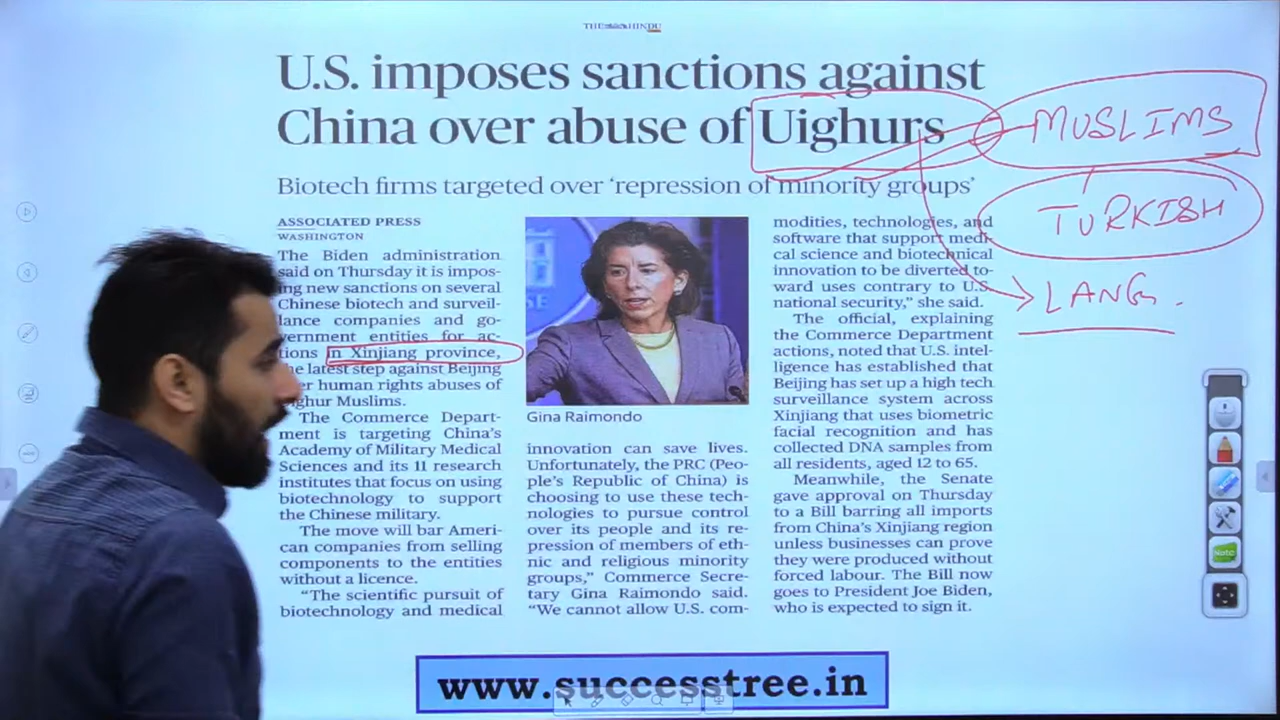 THE HINDU
U.S. imposes sanctions against
China over abuse of Uighurs
Biotech firms targeted over ‘repression of minority groups’
ASSOCIATED PRESS
WASHINGTON
The Biden administration
said on Thursday it is impos-
ing new sanctions on several
Chinese biotech and surveil-
lance companies and go-
vernment entities for ac-
tions in Xinjiang province,
the latest step against Beijing
over human rights abuses of
Uighur Muslims.
The Commerce Depart-
ment is targeting China’s
Academy of Military Medical
Sciences and its 11 research
institutes that focus on using
biotechnology to support
the Chinese military.
The move will bar Ameri-
can companies from selling
components to the entities
without a licence.
“The scientific pursuit of
biotechnology and medical
Gina Raimondo
innovation can save lives.
Unfortunately, the PRC (Peo-
ple’s Republic of China) is
choosing to use these tech-
nologies to pursue control
over its people and its re-
pression of members of eth-
nic and religious minority
groups,” Commerce Secre-
tary Gina Raimondo said.
“We cannot allow U.S. com-
modities, technologies, and
software that support medi-
cal science and biotechnical
innovation to be diverted to-
ward uses contrary to U.S.
national security,” she said.
The official, explaining
the Commerce Department
actions, noted that U.S. intel-
ligence has established that
Beijing has set up a high tech
surveillance system across
Xinjiang that uses biometric
facial recognition and has
collected DNA samples from
all residents, aged 12 to 65.
Meanwhile, the Senate
gave approval on Thursday
to a Bill barring all imports
from China’s Xinjiang region
unless businesses can prove
they were produced without
forced labour. The Bill now
goes to President Joe Biden,
who is expected to sign it.
MUSLIMS
TURKISH
LANG.
Note
www.successtree.in